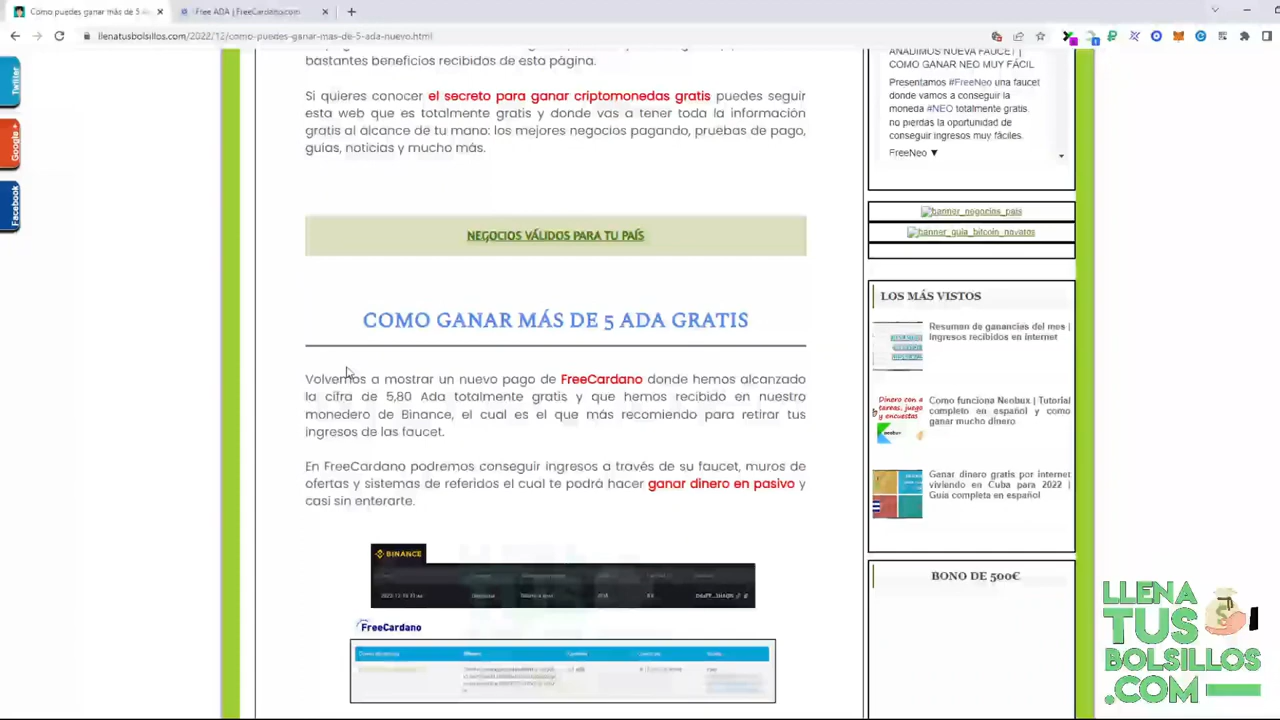 Como puedes ganar más de 5 A
Free ADA | FreeCardano.com
llenatusbolsillos.com/2022/12/como-puedes-ganar-mas-de-5-ada-nuevo.html
Twitter
Google +
Facebook
bastantes beneficios recibidos de esta página.
Si quieres conocer el secreto para ganar criptomonedas gratis puedes seguir
esta web que es totalmente gratis y donde vas a tener toda la información
gratis al alcance de tu mano: los mejores negocios pagando, pruebas de pago,
guías, noticias y mucho más.
NEGOCIOS VÁLIDOS PARA TU PAÍS
COMO GANAR MÁS DE 5 ADA GRATIS
Volvemos a mostrar un nuevo pago de FreeCardano donde hemos alcanzado
la cifra de 5,80 Ada totalmente gratis y que hemos recibido en nuestro
monedero de Binance, el cual es el que más recomiendo para retirar tus
ingresos de las faucet.
En FreeCardano podremos conseguir ingresos a través de su faucet, muros de
ofertas y sistemas de referidos el cual te podrá hacer ganar dinero en pasivo y
casi sin enterarte.
BINANCE
FreeCardano
AÑADIMOS NUEVA FAUCET |
COMO GANAR NEO MUY FÁCIL
Presentamos #FreeNeo una faucet
donde vamos a conseguir la
moneda #NEO totalmente gratis.
no pierdas la oportunidad de
conseguir ingresos muy fáciles.
FreeNeo ▼
banner_negocios_pais
banner_guia_bitcoin_novatos
LOS MÁS VISTOS
Resumen de ganancias del mes |
Ingresos recibidos en internet
Dinero con
tareas, jueg
y encuestas
neobux
Como funciona Neobux | Tutorial
completo en español y como
ganar mucho dinero
Ganar dinero gratis por internet
viviendo en Cuba para 2022 |
Guia completa en español
BONO DE 500€
LLENA
TUS
BOLSILLOS
.COM